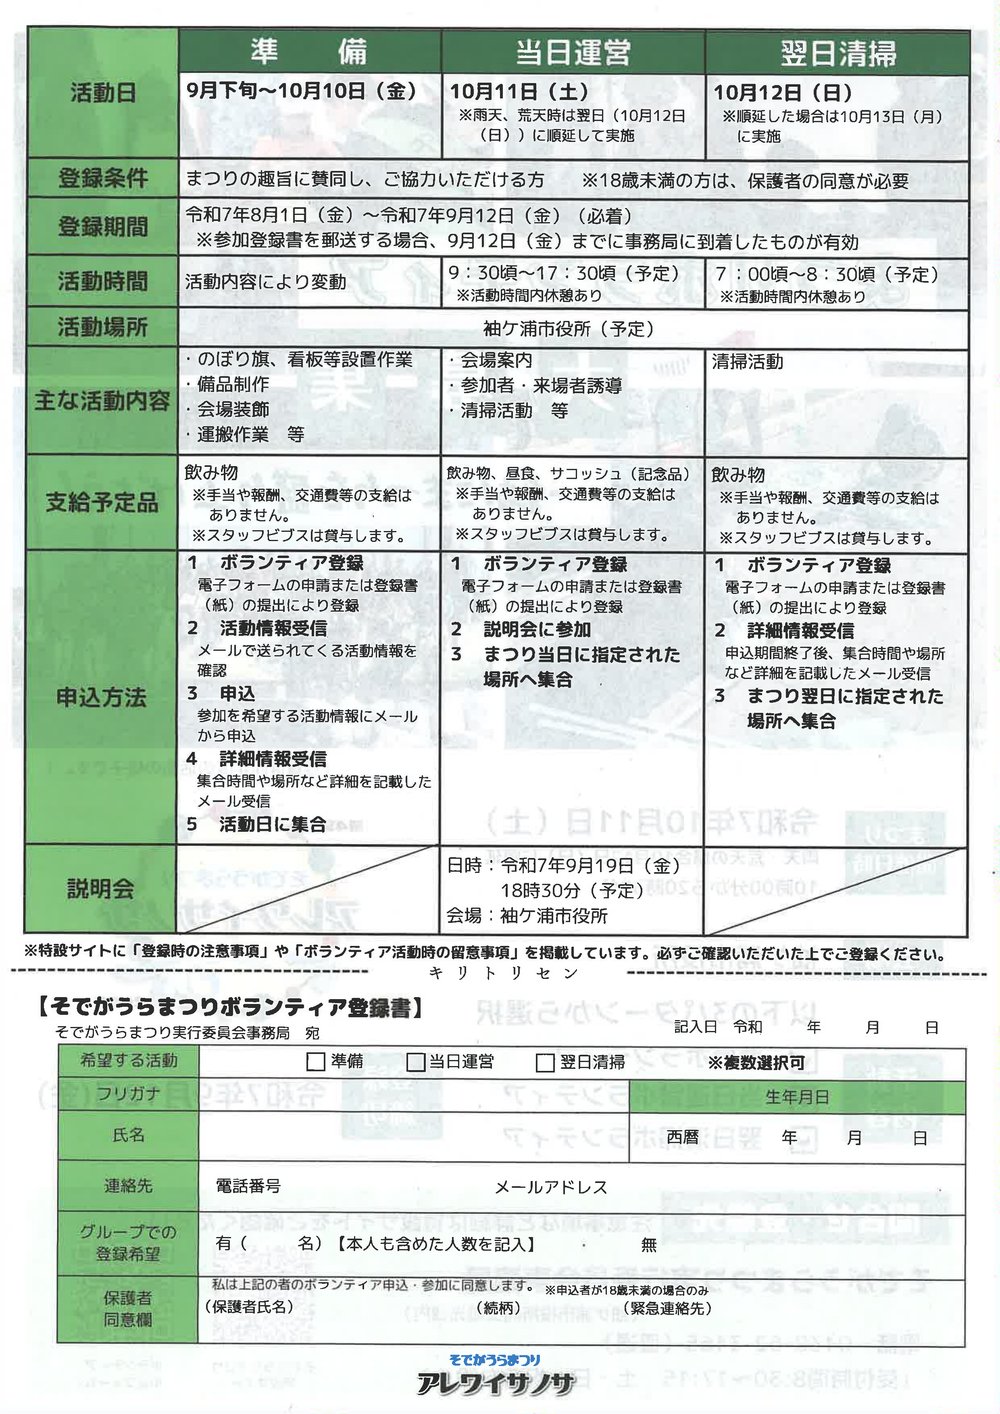 準　備
当日運営
翌日清掃
活動日
9月下旬～10月10日（金）
10月11日（土）
※雨天、荒天時は翌日（10月12日
（日））に順延して実施
10月12日（日）
※順延した場合は10月13日（月）
に実施
登録条件
まつりの趣旨に賛同し、ご協力いただける方　※18歳未満の方は、保護者の同意が必要
登録期間
令和7年8月1日（金）～令和7年9月12日（金）（必着）
※参加登録書を郵送する場合、9月12日（金）までに事務局に到着したものが有効
活動時間
活動内容により変動
9：30頃～17：30頃（予定）
※活動時間内休憩あり
7：00頃～8：30頃（予定）
※活動時間内休憩あり
活動場所
袖ケ浦市役所（予定）
主な活動内容
・のぼり旗、看板等設置作業
・備品制作
・会場装飾
・運搬作業　等
・会場案内
・参加者・来場者誘導
・清掃活動　等
清掃活動
支給予定品
飲み物
※手当や報酬、交通費等の支給は
ありません。
※スタッフビブスは貸与します。
飲み物、昼食、サコッシュ（記念品）
※手当や報酬、交通費等の支給は
ありません。
※スタッフビブスは貸与します。
飲み物
※手当や報酬、交通費等の支給は
ありません。
※スタッフビブスは貸与します。
申込方法
1　ボランティア登録
電子フォームの申請または登録書
（紙）の提出により登録
2　活動情報受信
メールで送られてくる活動情報を
確認
3　申込
参加を希望する活動情報にメール
から申込
4　詳細情報受信
集合時間や場所など詳細を記載した
メール受信
5　活動日に集合
1　ボランティア登録
電子フォームの申請または登録書
（紙）の提出により登録
2　説明会に参加
3　まつり当日に指定された
場所へ集合
1　ボランティア登録
電子フォームの申請または登録書
（紙）の提出により登録
2　詳細情報受信
申込期間終了後、集合時間や場所
など詳細を記載したメール受信
3　まつり翌日に指定された
場所へ集合
説明会
日時：令和7年9月19日（金）
18時30分（予定）
会場：袖ケ浦市役所
※特設サイトに「登録時の注意事項」や「ボランティア活動時の留意事項」を掲載しています。必ずご確認いただいた上でご登録ください。
キリトリセン
【そでがうらまつりボランティア登録書】
そでがうらまつり実行委員会事務局　宛
記入日　令和　　年　　月　　日
希望する活動
□準備　□当日運営　□翌日清掃　※複数選択可
フリガナ
生年月日
氏名
西暦　　年　　月　　日
連絡先
電話番号
メールアドレス
グループでの
登録希望
有（　　名）【本人も含めた人数を記入】　・　無
保護者
同意欄
私は上記の者のボランティア申込・参加に同意します。　※申込者が18歳未満の場合のみ
（保護者氏名）　（続柄）　（緊急連絡先）
そでがうらまつり
アレワイサノサ